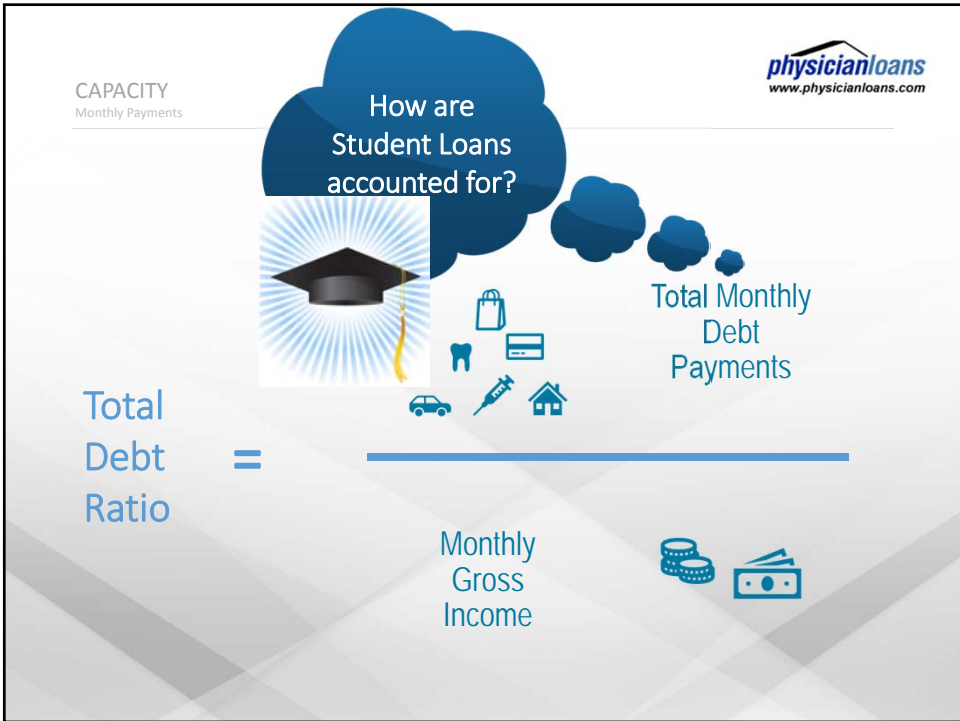 CAPACITY
Monthly Payments
physicianloans
www.physicianloans.com
How are
Student Loans
accounted for?
Total Monthly
Debt
Payments
Total
Debt
Ratio
=
Monthly
Gross
Income